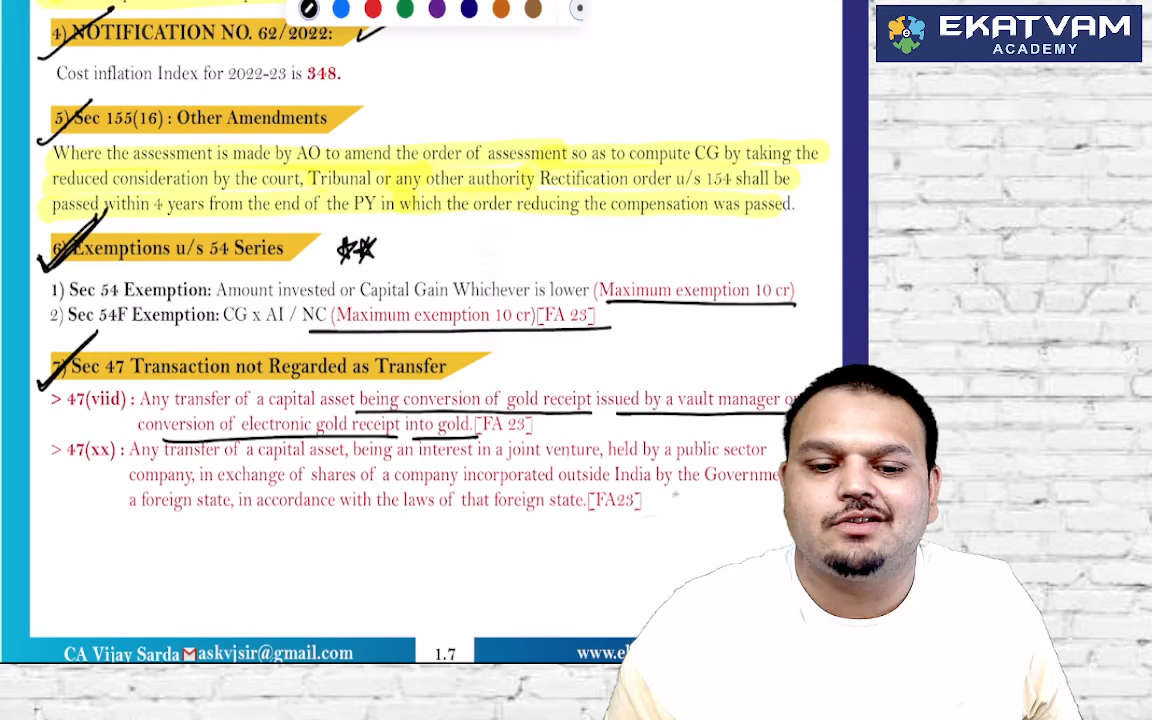 EKATVAM
ACADEMY
4) NOTIFICATION NO. 62/2022:
Cost inflation Index for 2022-23 is 348.
5) Sec 155(16) : Other Amendments
Where the assessment is made by AO to amend the order of assessment so as to compute CG by taking the
reduced consideration by the court, Tribunal or any other authority Rectification order u/s 154 shall be
passed within 4 years from the end of the PY in which the order reducing the compensation was passed.
6) Exemptions u/s 54 Series
1) Sec 54 Exemption: Amount invested or Capital Gain Whichever is lower (Maximum exemption 10 cr)
2) Sec 54F Exemption: CG x AI / NC (Maximum exemption 10 cr)[FA 23]
7) Sec 47 Transaction not Regarded as Transfer
> 47(viid) : Any transfer of a capital asset being conversion of gold receipt issued by a vault manager
conversion of electronic gold receipt into gold.[FA 23]
> 47(xx) : Any transfer of a capital asset, being an interest in a joint venture, held by a public sector
company, in exchange of shares of a company incorporated outside India by the
a foreign state, in accordance with the laws of that foreign state.[FA23]
CA Vijay Sarda askvjsir@gmail.com
1.7